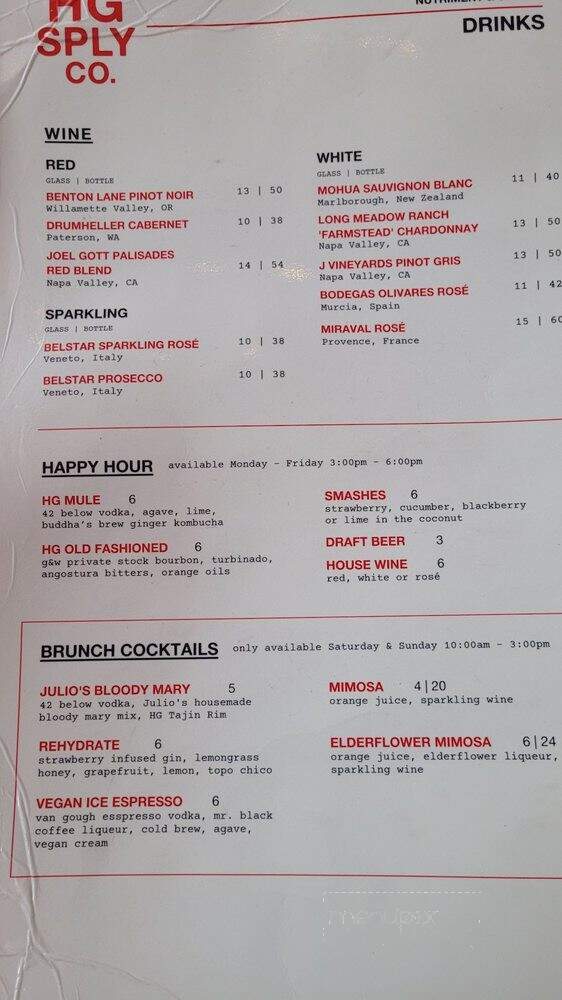 HG
SPLY
CO.
DRINKS
WINE
RED
GLASS | BOTTLE
BENTON LANE PINOT NOIR 13 | 50
Willamette Valley, OR
DRUMHELLER CABERNET 10 | 38
Paterson, WA
JOEL GOTT PALISADES
RED BLEND 14 | 54
Napa Valley, CA
SPARKLING
GLASS | BOTTLE
BELSTAR SPARKLING ROSÉ 10 | 38
Veneto, Italy
BELSTAR PROSECCO 10 | 38
Veneto, Italy
WHITE
GLASS | BOTTLE
MOHUA SAUVIGNON BLANC 11 | 40
Marlborough, New Zealand
LONG MEADOW RANCH
'FARMSTEAD' CHARDONNAY 13 | 50
Napa Valley, CA
J VINEYARDS PINOT GRIS 13 | 50
Napa Valley, CA
BODEGAS OLIVARES ROSÉ 11 | 42
Murcia, Spain
MIRAVAL ROSÉ 15 | 60
Provence, France
HAPPY HOUR available Monday - Friday 3:00pm - 6:00pm
HG MULE 6
42 below vodka, agave, lime,
buddha's brew ginger kombucha
HG OLD FASHIONED 6
g&w private stock bourbon, turbinado,
angostura bitters, orange oils
SMASHES 6
strawberry, cucumber, blackberry
or lime in the coconut
DRAFT BEER 3
HOUSE WINE 6
red, white or rosé
BRUNCH COCKTAILS only available Saturday & Sunday 10:00am - 3:00pm
JULIO'S BLOODY MARY 5
42 below vodka, Julio's housemade
bloody mary mix, HG Tajin Rim
REHYDRATE 6
strawberry infused gin, lemongrass
honey, grapefruit, lemon, topo chico
VEGAN ICE ESPRESSO 6
van gough esspresso vodka, mr. black
coffee liqueur, cold brew, agave,
vegan cream
MIMOSA 4|20
orange juice, sparkling wine
ELDERFLOWER MIMOSA 6|24
orange juice, elderflower liqueur,
sparkling wine
menupix